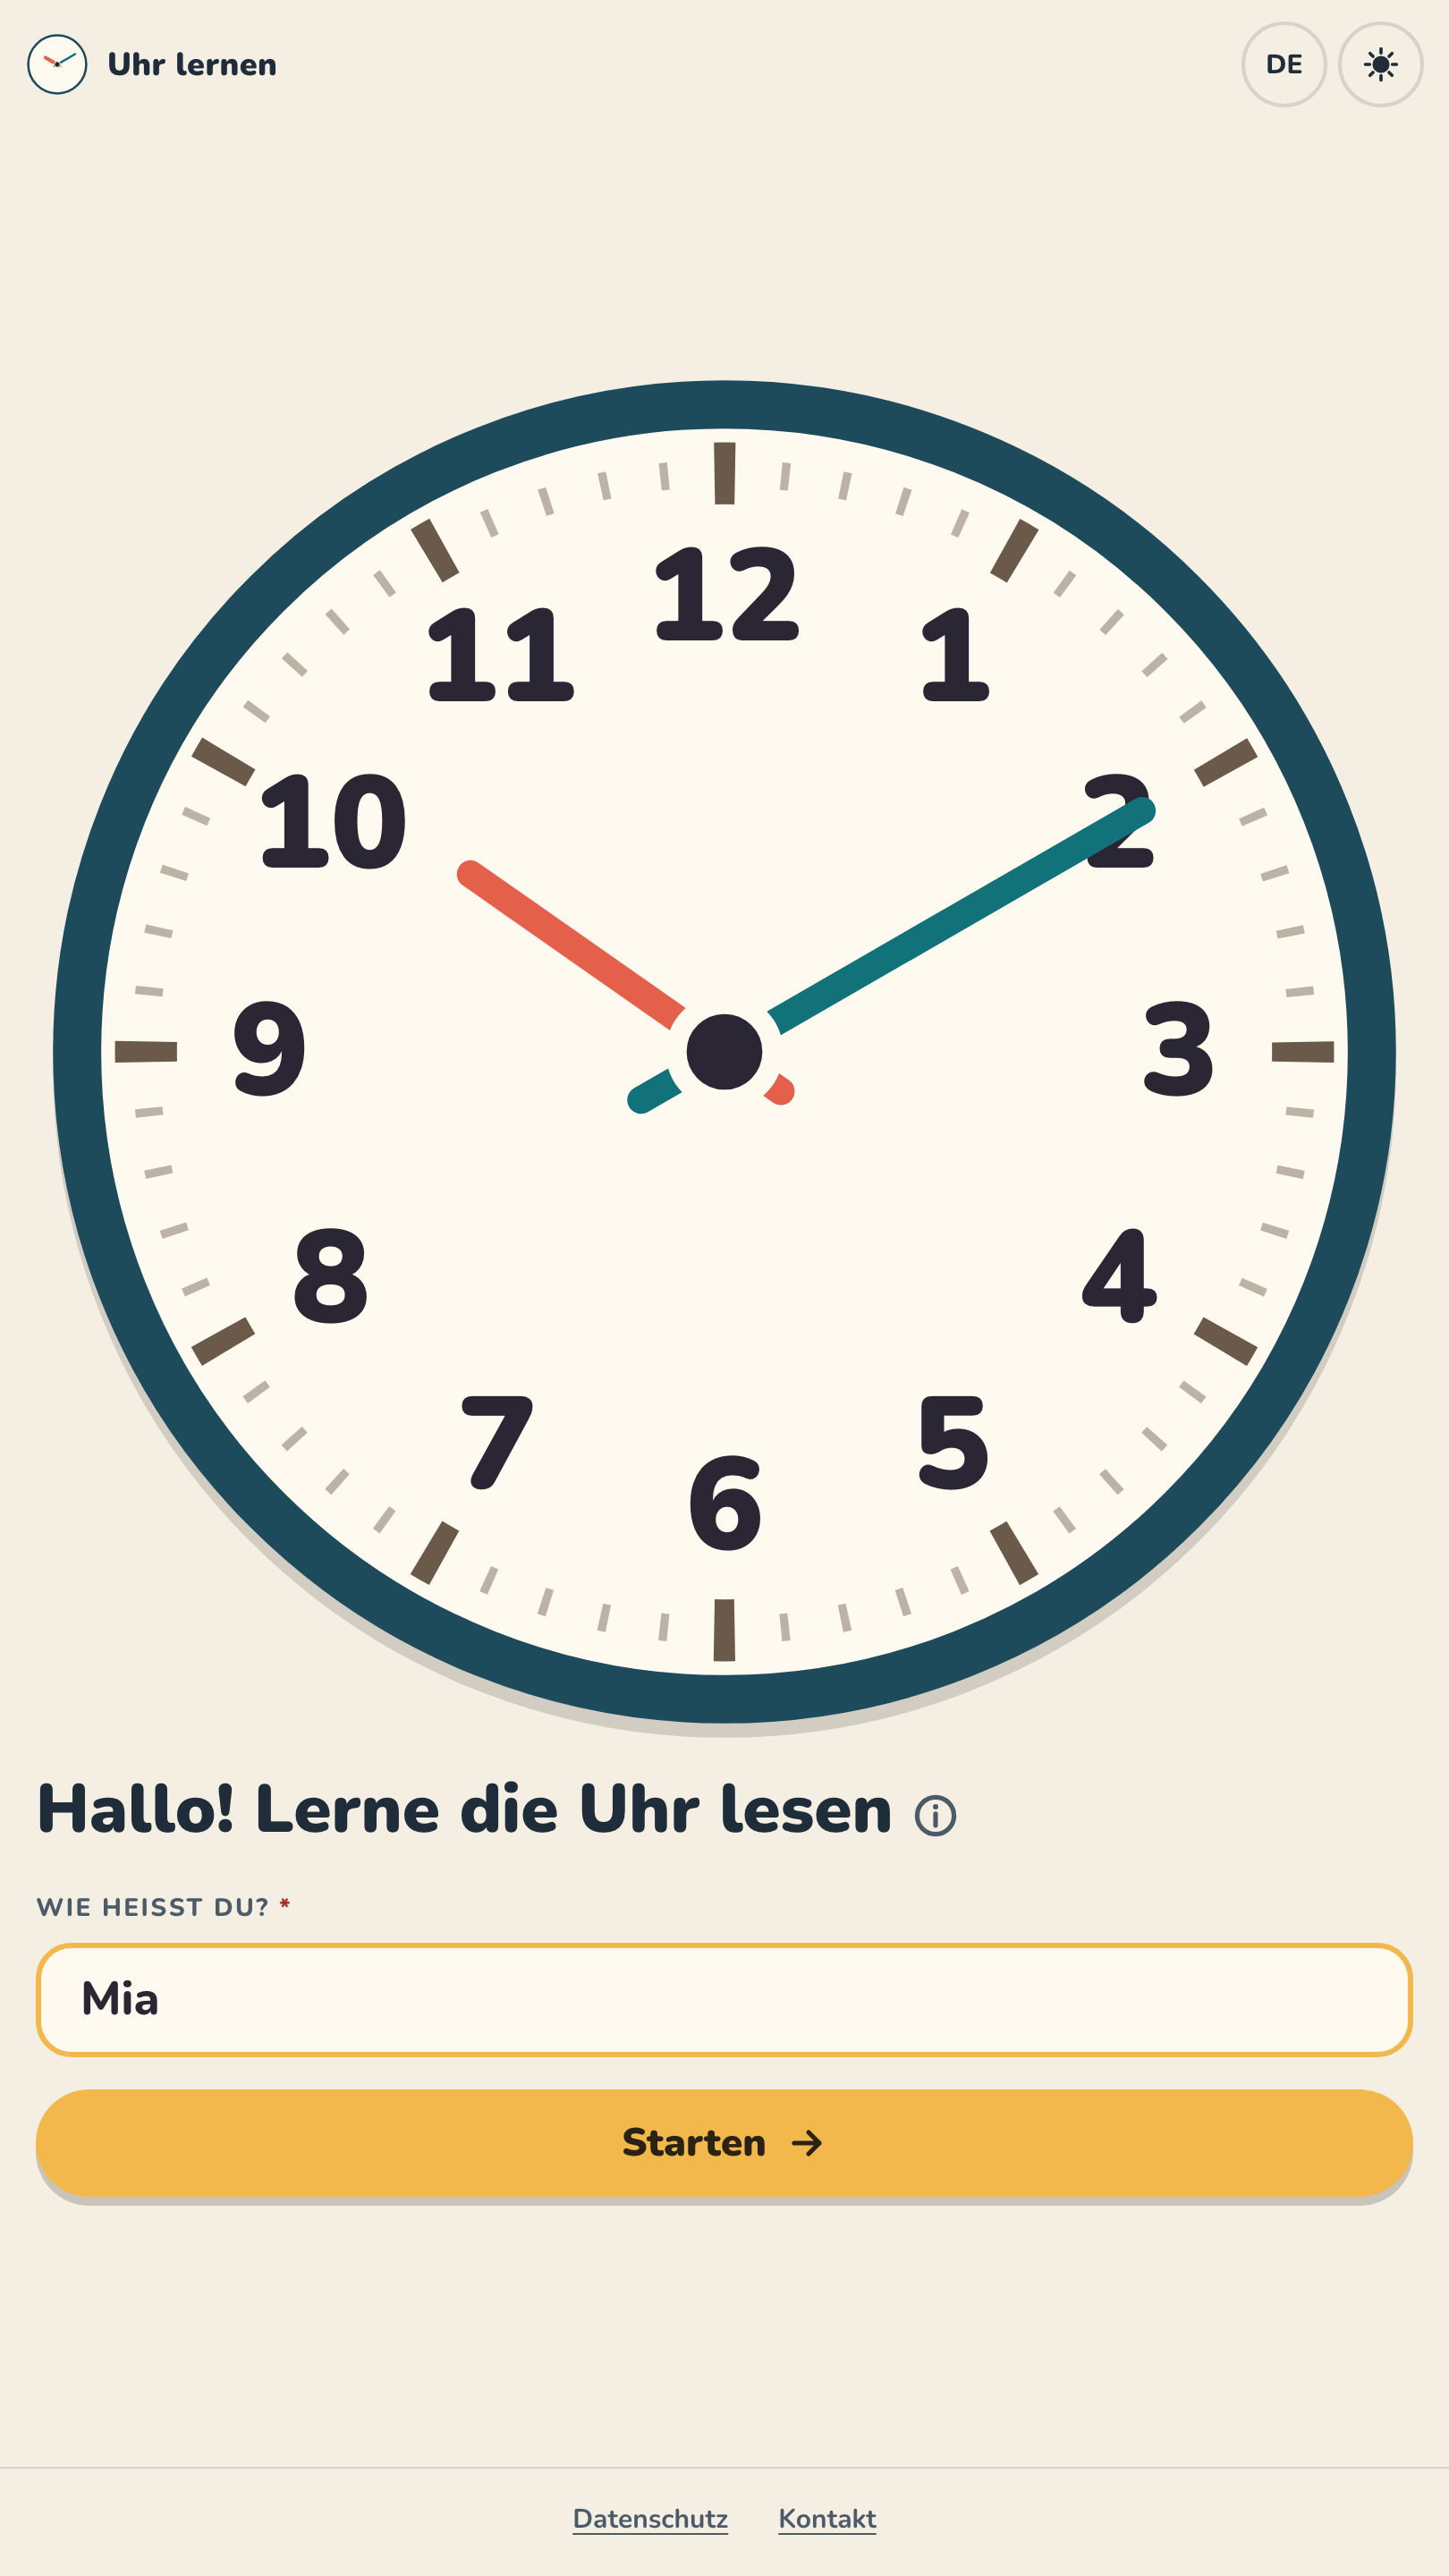 Uhr lernen
DE
12
11
1
10
2
9
3
8
4
7
5
6
Hallo! Lerne die Uhr lesen
WIE HEISST DU? *
Mia
Starten →
Datenschutz Kontakt